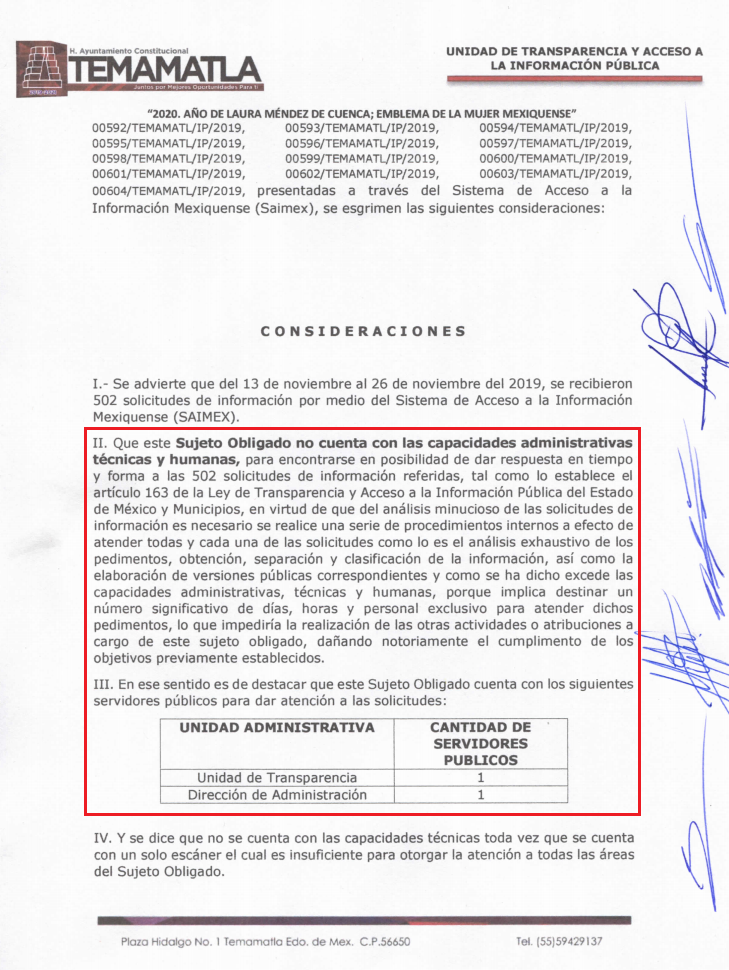 H. Ayuntamiento Constitucional
TEMAMATLA
Juntos por Mejores Oportunidades Para ti
UNIDAD DE TRANSPARENCIA Y ACCESO A
LA INFORMACIÓN PÚBLICA
“2020. AÑO DE LAURA MÉNDEZ DE CUENCA; EMBLEMA DE LA MUJER MEXIQUENSE”
00592/TEMAMATL/IP/2019, 00593/TEMAMATL/IP/2019, 00594/TEMAMATL/IP/2019,
00595/TEMAMATL/IP/2019, 00596/TEMAMATL/IP/2019, 00597/TEMAMATL/IP/2019,
00598/TEMAMATL/IP/2019, 00599/TEMAMATL/IP/2019, 00600/TEMAMATL/IP/2019,
00601/TEMAMATL/IP/2019, 00602/TEMAMATL/IP/2019, 00603/TEMAMATL/IP/2019,
00604/TEMAMATL/IP/2019, presentadas a través del Sistema de Acceso a la
Información Mexiquense (Saimex), se esgrimen las siguientes consideraciones:
C O N S I D E R A C I O N E S
I.- Se advierte que del 13 de noviembre al 26 de noviembre del 2019, se recibieron
502 solicitudes de información por medio del Sistema de Acceso a la Información
Mexiquense (SAIMEX).
II. Que este Sujeto Obligado no cuenta con las capacidades administrativas
técnicas y humanas, para encontrarse en posibilidad de dar respuesta en tiempo
y forma a las 502 solicitudes de información referidas, tal como lo establece el
artículo 163 de la Ley de Transparencia y Acceso a la Información Pública del Estado
de México y Municipios, en virtud de que del análisis minucioso de las solicitudes de
información es necesario se realice una serie de procedimientos internos a efecto de
atender todas y cada una de las solicitudes como lo es el análisis exhaustivo de los
pedimentos, obtención, separación y clasificación de la información, así como la
elaboración de versiones públicas correspondientes y como se ha dicho excede las
capacidades administrativas, técnicas y humanas, porque implica destinar un
número significativo de días, horas y personal exclusivo para atender dichos
pedimentos, lo que impediría la realización de las otras actividades o atribuciones a
cargo de este sujeto obligado, dañando notoriamente el cumplimento de los
objetivos previamente establecidos.
III. En ese sentido es de destacar que este Sujeto Obligado cuenta con los siguientes
servidores públicos para dar atención a las solicitudes:
UNIDAD ADMINISTRATIVA CANTIDAD DE
SERVIDORES
PUBLICOS
Unidad de Transparencia 1
Dirección de Administración 1
IV. Y se dice que no se cuenta con las capacidades técnicas toda vez que se cuenta
con un solo escáner el cual es insuficiente para otorgar la atención a todas las áreas
del Sujeto Obligado.
Plaza Hidalgo No. 1 Temamatla Edo. de Mex. C.P.56650 Tel. (55)59429137